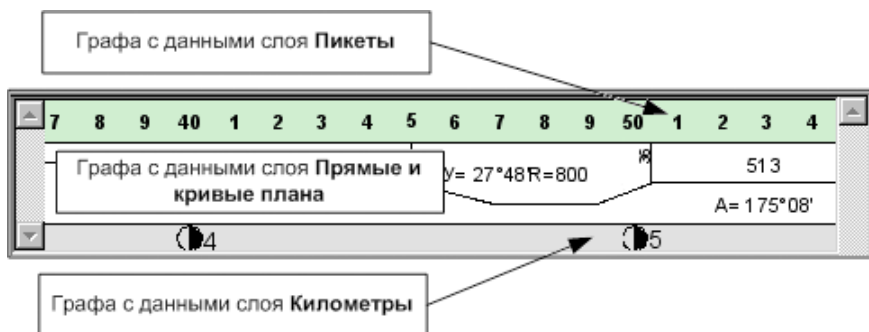 Графа с данными слоя Пикеты
7 8 9 40 1 2 3 4 5 6 7 8 9 50 1 2 3 4
Графа с данными слоя Прямые и
кривые плана
У= 27°48'R=800
513
А= 175°08'
4
5
Графа с данными слоя Километры